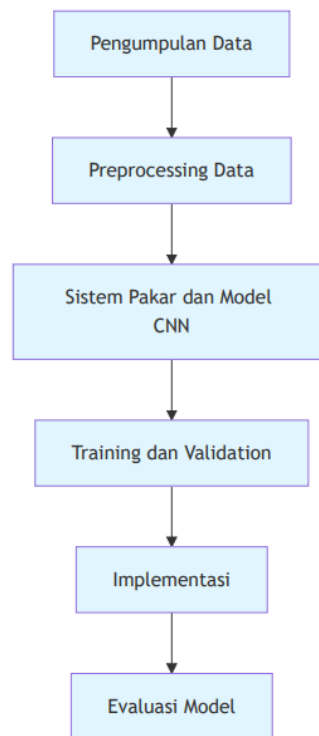 Pengumpulan Data
Preprocessing Data
Sistem Pakar dan Model
CNN
Training dan Validation
Implementasi
Evaluasi Model